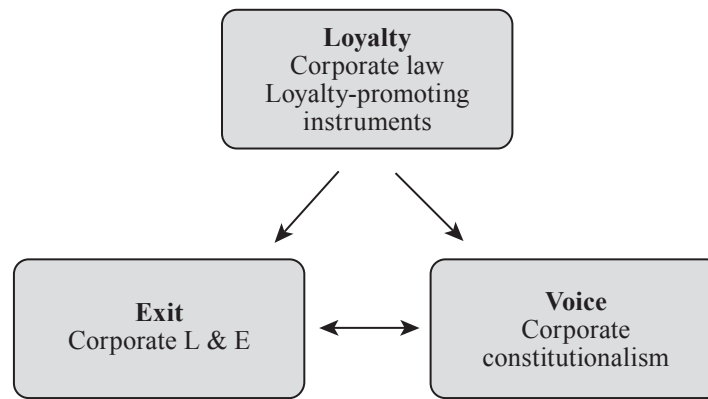 Loyalty
Corporate law
Loyalty-promoting
instruments
Exit
Corporate L & E
Voice
Corporate
constitutionalism